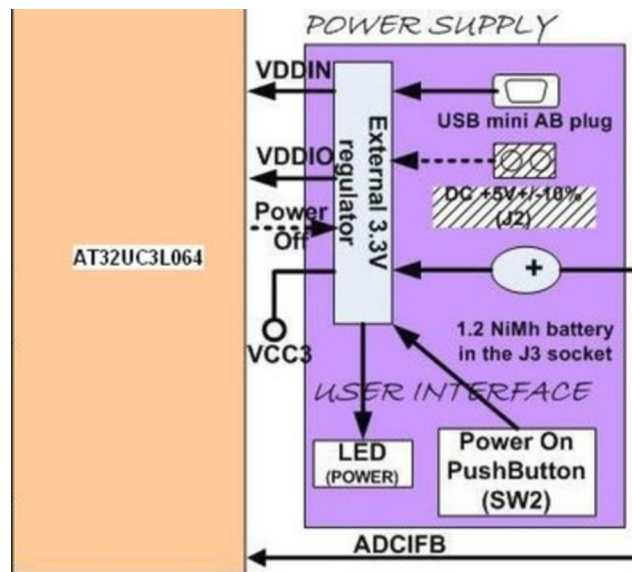 POWER SUPPLY
VDDIN
USB mini AB plug
VDDIO
External 3.3V
regulator
DC +5V+/-10%
(J2)
Power
Off
AT32UC3L064
+
VCC3
1.2 NiMh battery
in the J3 socket
USER INTERFACE
LED
(POWER)
Power On
PushButton
(SW2)
ADCIFB